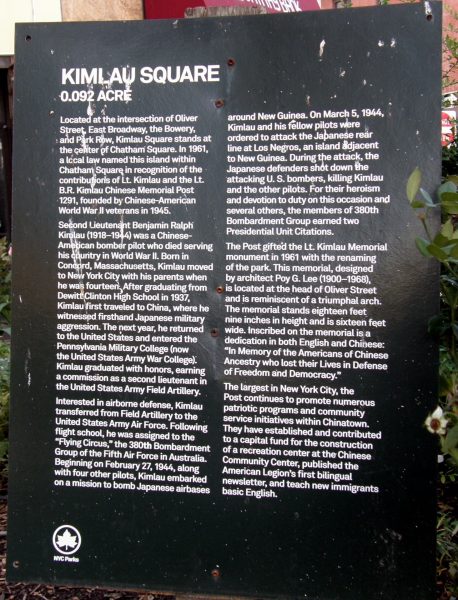 KIMLAU SQUARE
0.092 ACRE
Located at the intersection of Oliver
Street, East Broadway, the Bowery,
and Park Row, Kimlau Square stands at
the center of Chatham Square. In 1961,
a local law named this island within
Chatham Square in recognition of the
contributions of Lt. Kimlau and the Lt.
B.R. Kimlau Chinese Memorial Post
1291, founded by Chinese-American
World War II veterans in 1945.
Second Lieutenant Benjamin Ralph
Kimlau (1918–1944) was a Chinese-
American bomber pilot who died serving
his country in World War II. Born in
Concord, Massachusetts, Kimlau moved
to New York City with his parents when
he was fourteen. After graduating from
Dewitt Clinton High School in 1937,
Kimlau first traveled to China, where he
witnessed firsthand Japanese military
aggression. The next year, he returned
to the United States and entered the
Pennsylvania Military College (now
the United States Army War College).
Kimlau graduated with honors, earning
a commission as a second lieutenant in
the United States Army Field Artillery.
Interested in airborne defense, Kimlau
transferred from Field Artillery to the
United States Army Air Force. Following
flight school, he was assigned to the
"Flying Circus," the 380th Bombardment
Group of the Fifth Air Force in Australia.
Beginning on February 27, 1944, along
with four other pilots, Kimlau embarked
on a mission to bomb Japanese airbases
around New Guinea. On March 5, 1944,
Kimlau and his fellow pilots were
ordered to attack the Japanese rear
line at Los Negros, an island adjacent
to New Guinea. During the attack, the
Japanese defenders shot down the
attacking U. S. bombers, killing Kimlau
and the other pilots. For their heroism
and devotion to duty on this occasion and
several others, the members of 380th
Bombardment Group earned two
Presidential Unit Citations.
The Post gifted the Lt. Kimlau Memorial
monument in 1961 with the renaming
of the park. This memorial, designed
by architect Poy G. Lee (1900–1968),
is located at the head of Oliver Street
and is reminiscent of a triumphal arch.
The memorial stands eighteen feet
nine inches in height and is sixteen feet
wide. Inscribed on the memorial is a
dedication in both English and Chinese:
"In Memory of the Americans of Chinese
Ancestry who lost their Lives in Defense
of Freedom and Democracy."
The largest in New York City, the
Post continues to promote numerous
patriotic programs and community
service initiatives within Chinatown.
They have established and contributed
to a capital fund for the construction
of a recreation center at the Chinese
Community Center, published the
American Legion's first bilingual
newsletter, and teach new immigrants
basic English.
NYC Parks